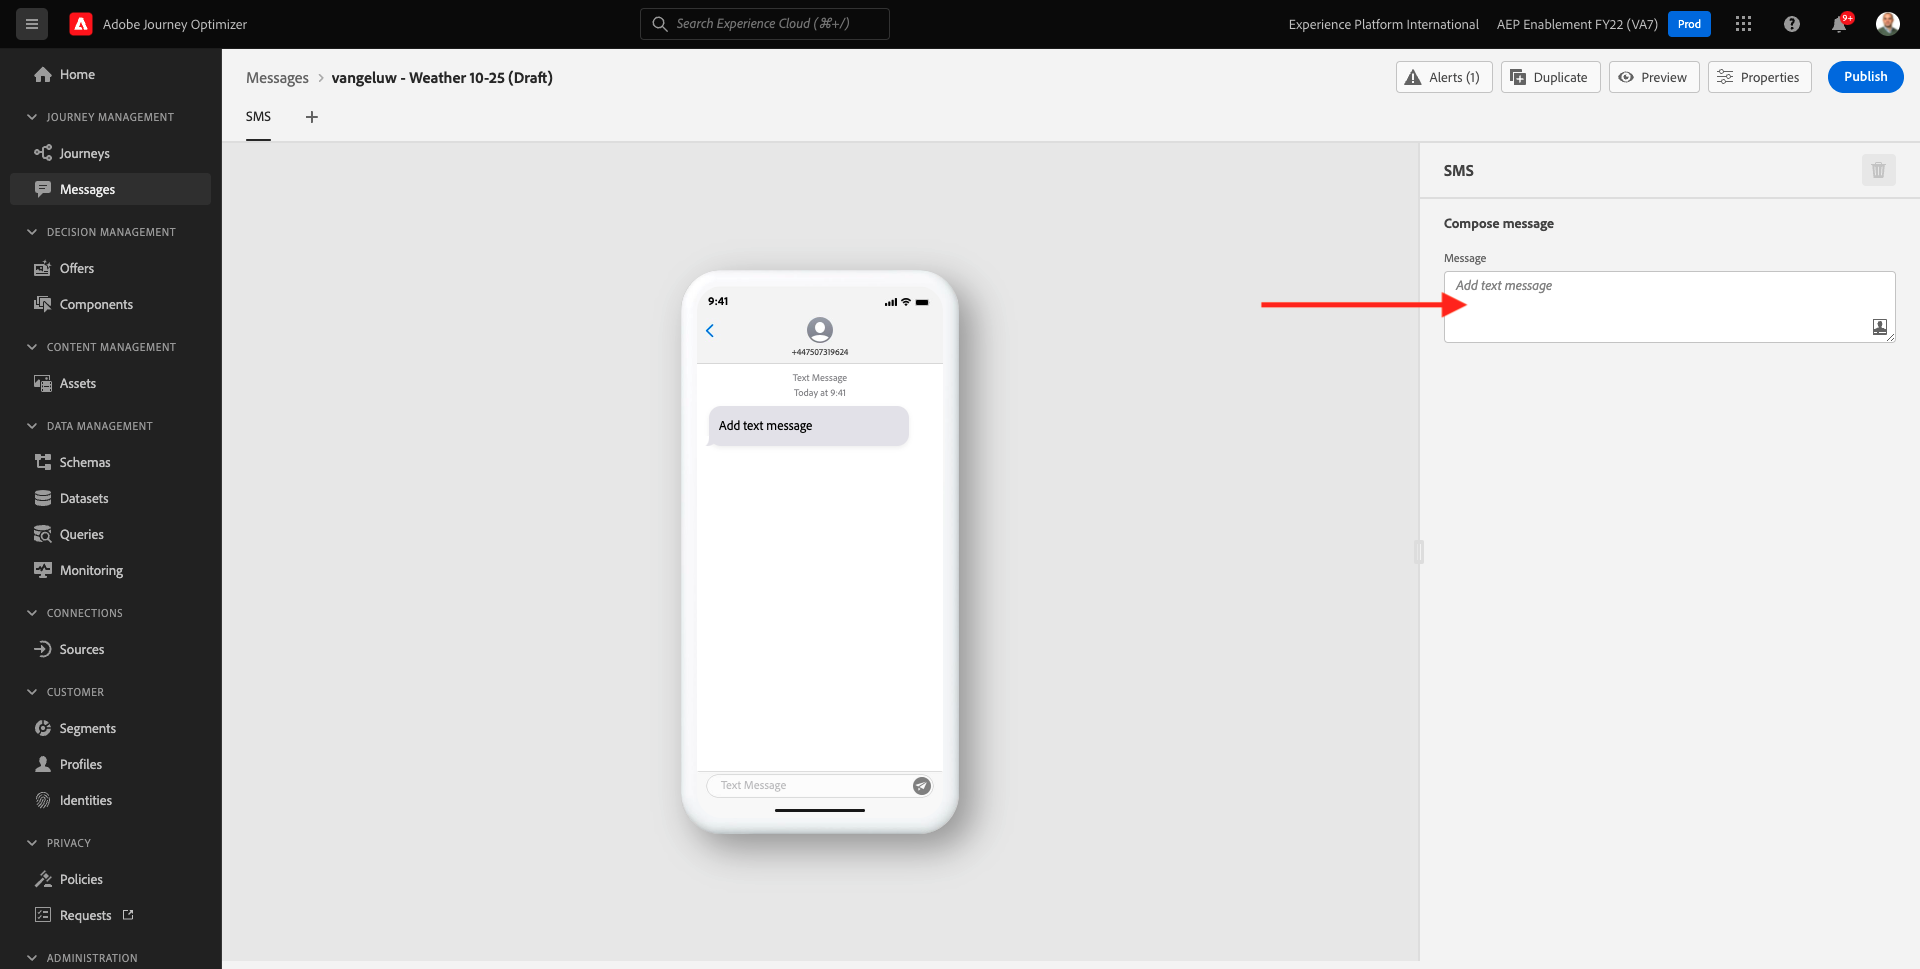 Adobe Journey Optimizer
Search Experience Cloud (⌘+/)
Experience Platform International
AEP Enablement FY22 (VA7)
Prod
9+
Home
JOURNEY MANAGEMENT
Journeys
Messages
DECISION MANAGEMENT
Offers
Components
CONTENT MANAGEMENT
Assets
DATA MANAGEMENT
Schemas
Datasets
Queries
Monitoring
CONNECTIONS
Sources
CUSTOMER
Segments
Profiles
Identities
PRIVACY
Policies
Requests
ADMINISTRATION
Messages > vangeluw - Weather 10-25 (Draft)
Alerts (1)
Duplicate
Preview
Properties
Publish
SMS
9:41
+447507319624
Text Message
Today at 9:41
Add text message
Text Message
SMS
Compose message
Message
Add text message